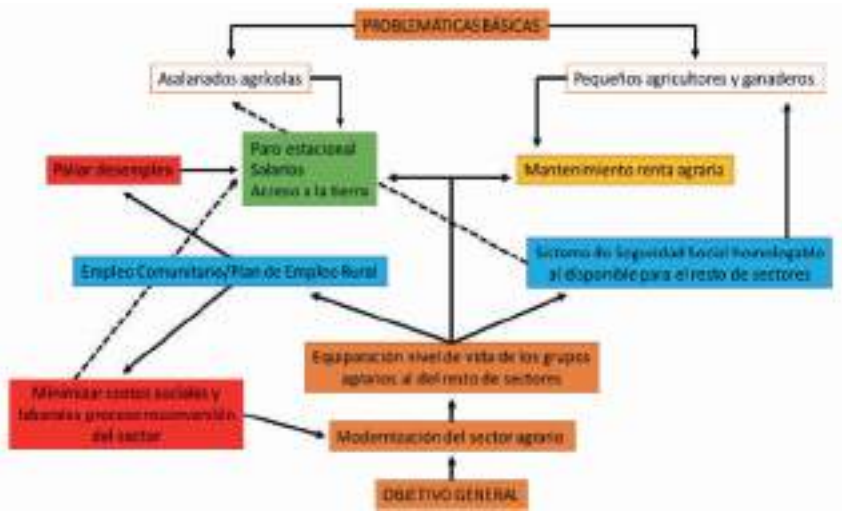 PROBLEMÁTICAS BÁSICAS
Asalariados agrícolas
Pequeños agricultores y ganaderos
Paro estacional
Salarios
Acceso a la tierra
Paliar desempleo
Mantenimiento renta agraria
Empleo Comunitario/Plan de Empleo Rural
Sistema de Seguridad Social homologable
al disponible para el resto de sectores
Equiparación nivel de vida de los grupos
agrarios al del resto de sectores
Minimizar costos sociales y
laborales proceso reconversión
del sector
Modernización del sector agrario
OBJETIVO GENERAL